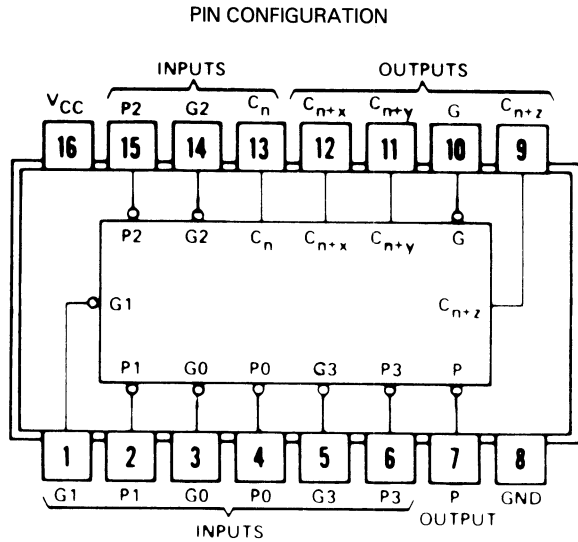 PIN CONFIGURATION
INPUTS OUTPUTS
VCC P2 G2 Cn Cn+x Cn+y G Cn+z
16 15 14 13 12 11 10 9
P2 G2 Cn Cn+x Cn+y G
G1 Cn+z
P1 G0 P0 G3 P3 P
1 2 3 4 5 6 7 8
G1 P1 G0 P0 G3 P3 P GND
INPUTS OUTPUT